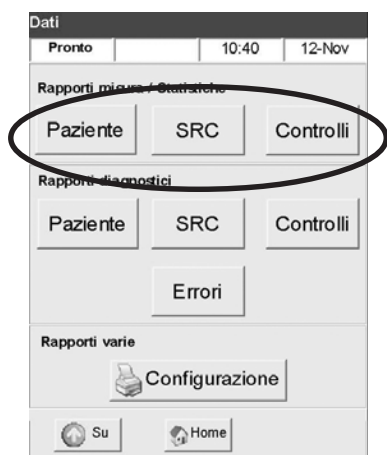 Dati
Pronto 10:40 12-Nov
Rapporti misura / Statistiche
Paziente SRC Controlli
Rapporti diagnostici
Paziente SRC Controlli
Errori
Rapporti varie
Configurazione
Su Home